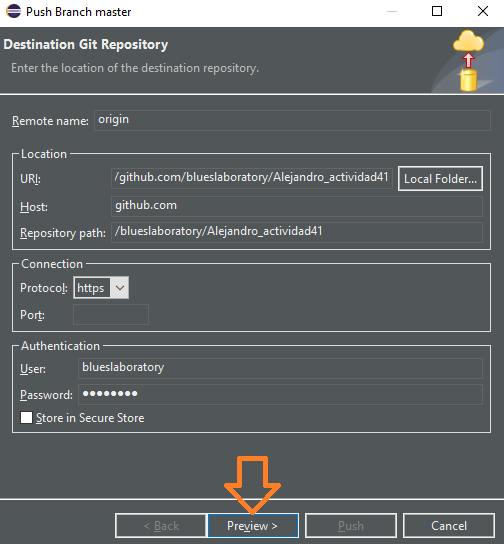 Push Branch master
Destination Git Repository
Enter the location of the destination repository.
Remote name: origin
Location
URI: /github.com/blueslaboratory/Alejandro_actividad41 Local Folder...
Host: github.com
Repository path: /blueslaboratory/Alejandro_actividad41
Connection
Protocol: https
Port:
Authentication
User: blueslaboratory
Password: ●●●●●●●●
Store in Secure Store
< Back Preview > Push Cancel